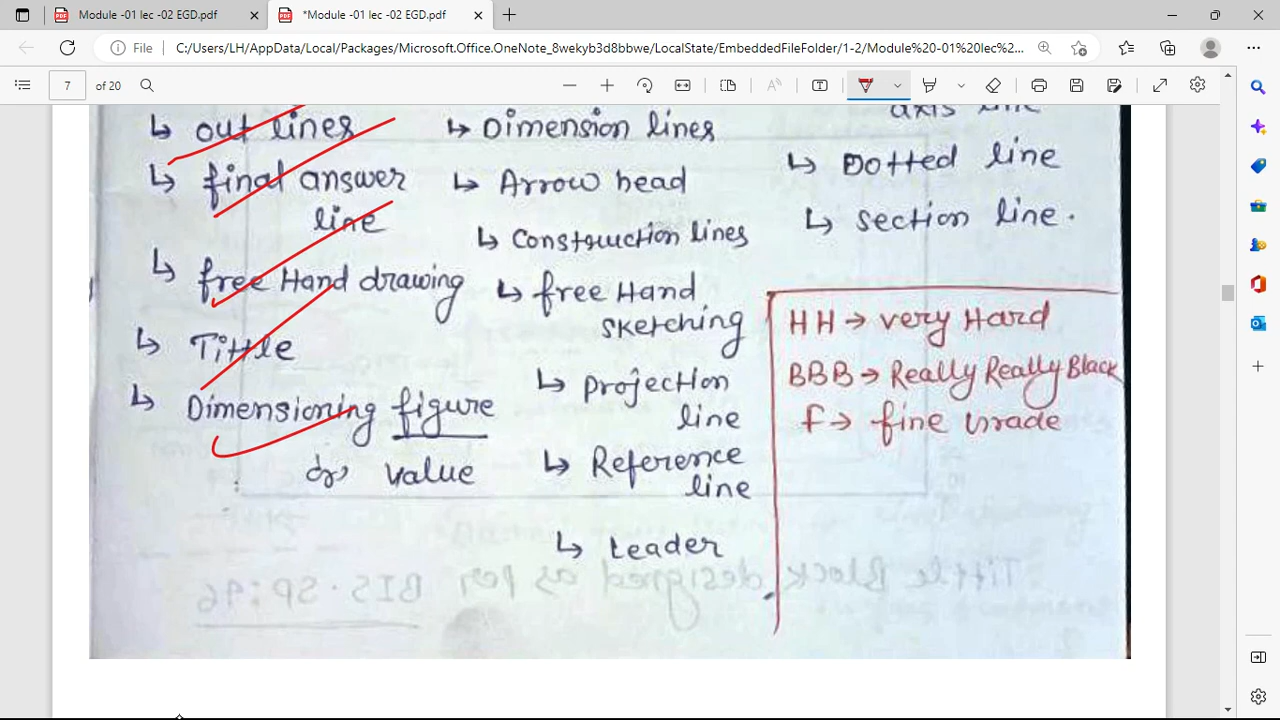 Module -01 lec -02 EGD.pdf
*Module -01 lec -02 EGD.pdf
File
C:/Users/LH/AppData/Local/Packages/Microsoft.Office.OneNote_8wekyb3d8bbwe/LocalState/EmbeddedFileFolder/1-2/Module%20-01%20lec%2...
7 of 20
out lines
final answer
line
free Hand drawing
Tittle
Dimensioning figure
or value
Dimension lines
Arrow head
Construction lines
free Hand
sketching
projection
line
Reference
line
Leader
axis line
Dotted line
section line.
HH → very Hard
BBB → Really Really Black
f → fine Grade
Tittle Block designed as per BIS.SP:46